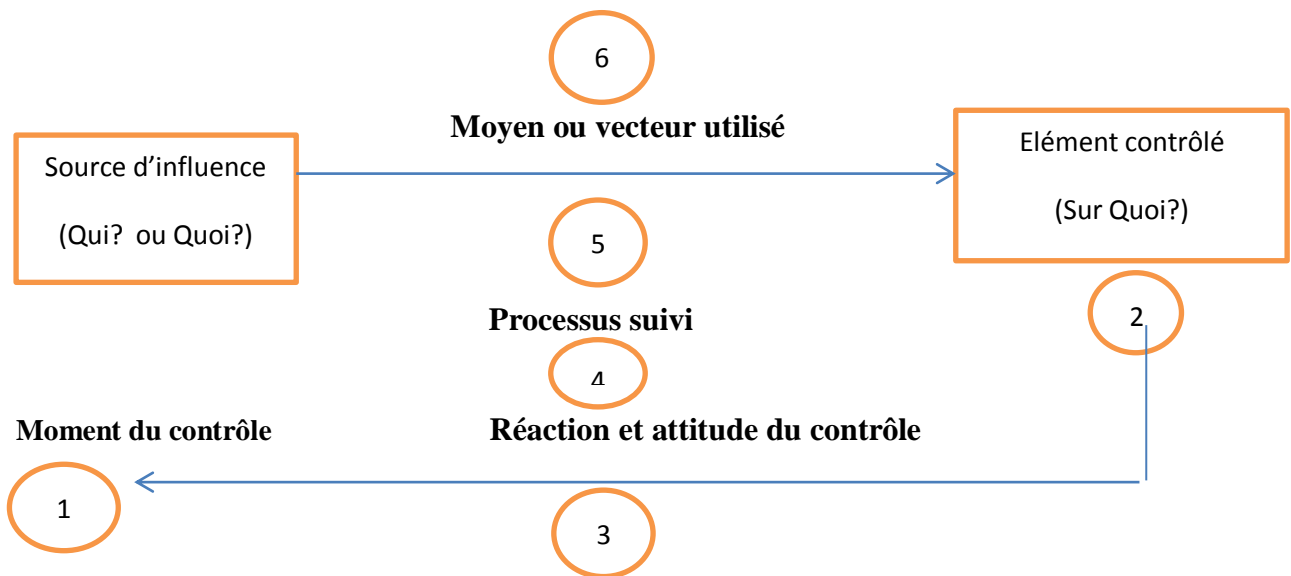 6
Moyen ou vecteur utilisé
Source d’influence
(Qui? ou Quoi?)
Elément contrôlé
(Sur Quoi?)
5
2
Processus suivi
4
Moment du contrôle
Réaction et attitude du contrôle
1
3